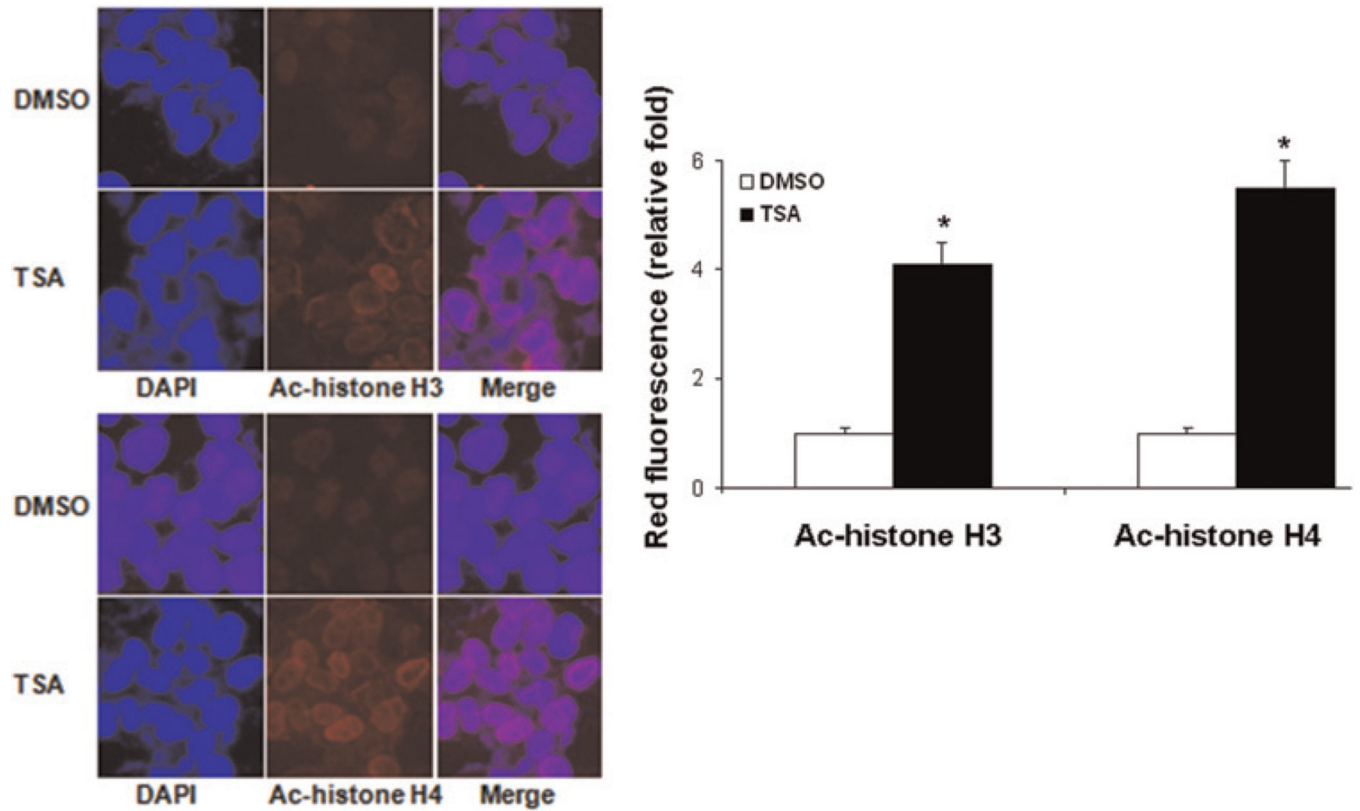 DMSO
TSA
DAPI Ac-histone H3 Merge
DMSO
TSA
DAPI Ac-histone H4 Merge
Red fluorescence (relative fold)
6
4
2
0
DMSO
TSA
*
*
Ac-histone H3 Ac-histone H4